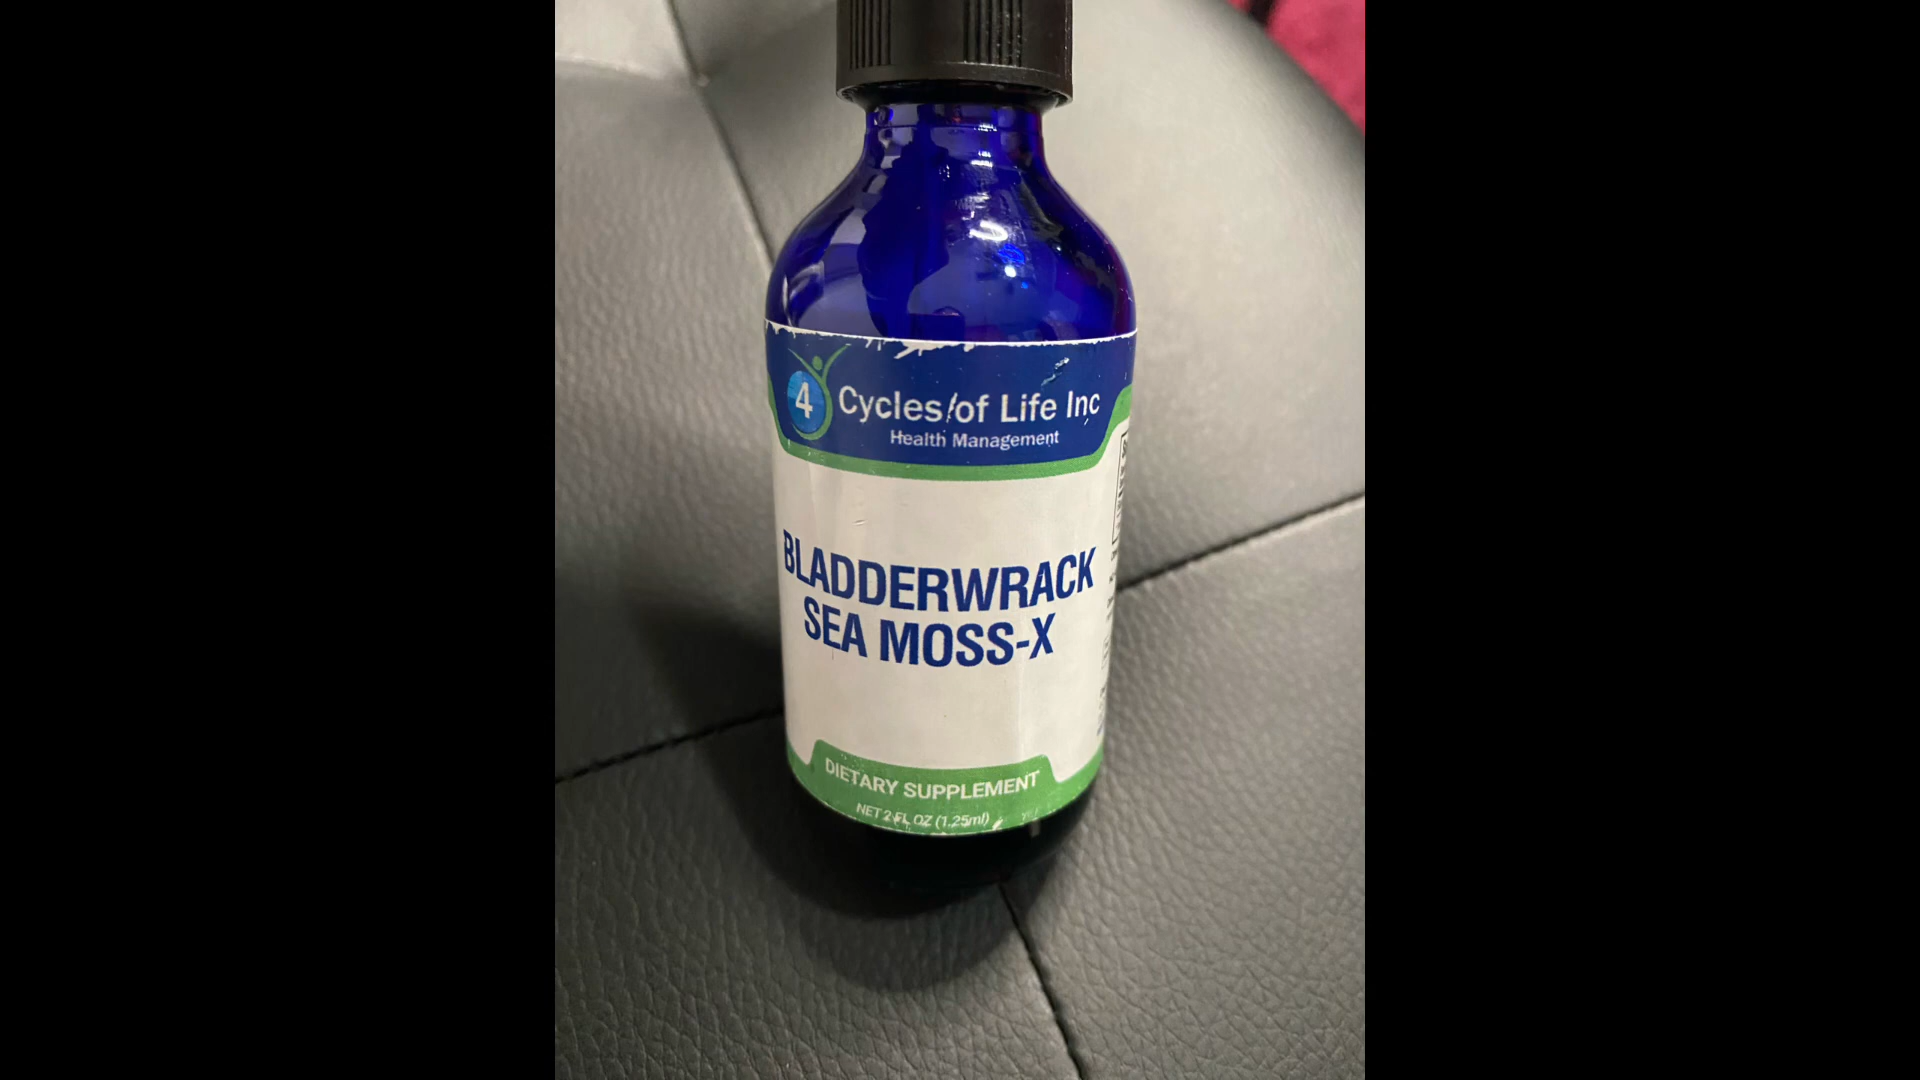 4
Cycles of Life Inc
Health Management
BLADDERWRACK
SEA MOSS-X
DIETARY SUPPLEMENT
NET 2 FL OZ (1.25ml)